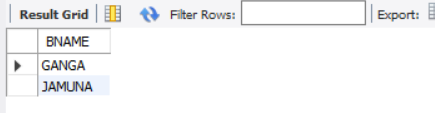 Result Grid Filter Rows: Export:
BNAME
GANGA
JAMUNA